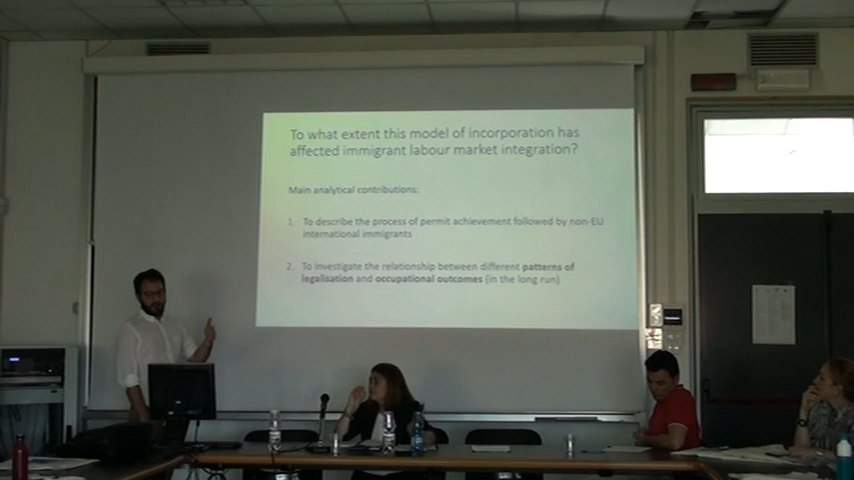 To what extent this model of incorporation has
affected immigrant labour market integration?
Main analytical contributions:
1. To describe the process of permit achievement followed by non-EU
international immigrants
2. To investigate the relationship between different patterns of
legalisation and occupational outcomes (in the long run)